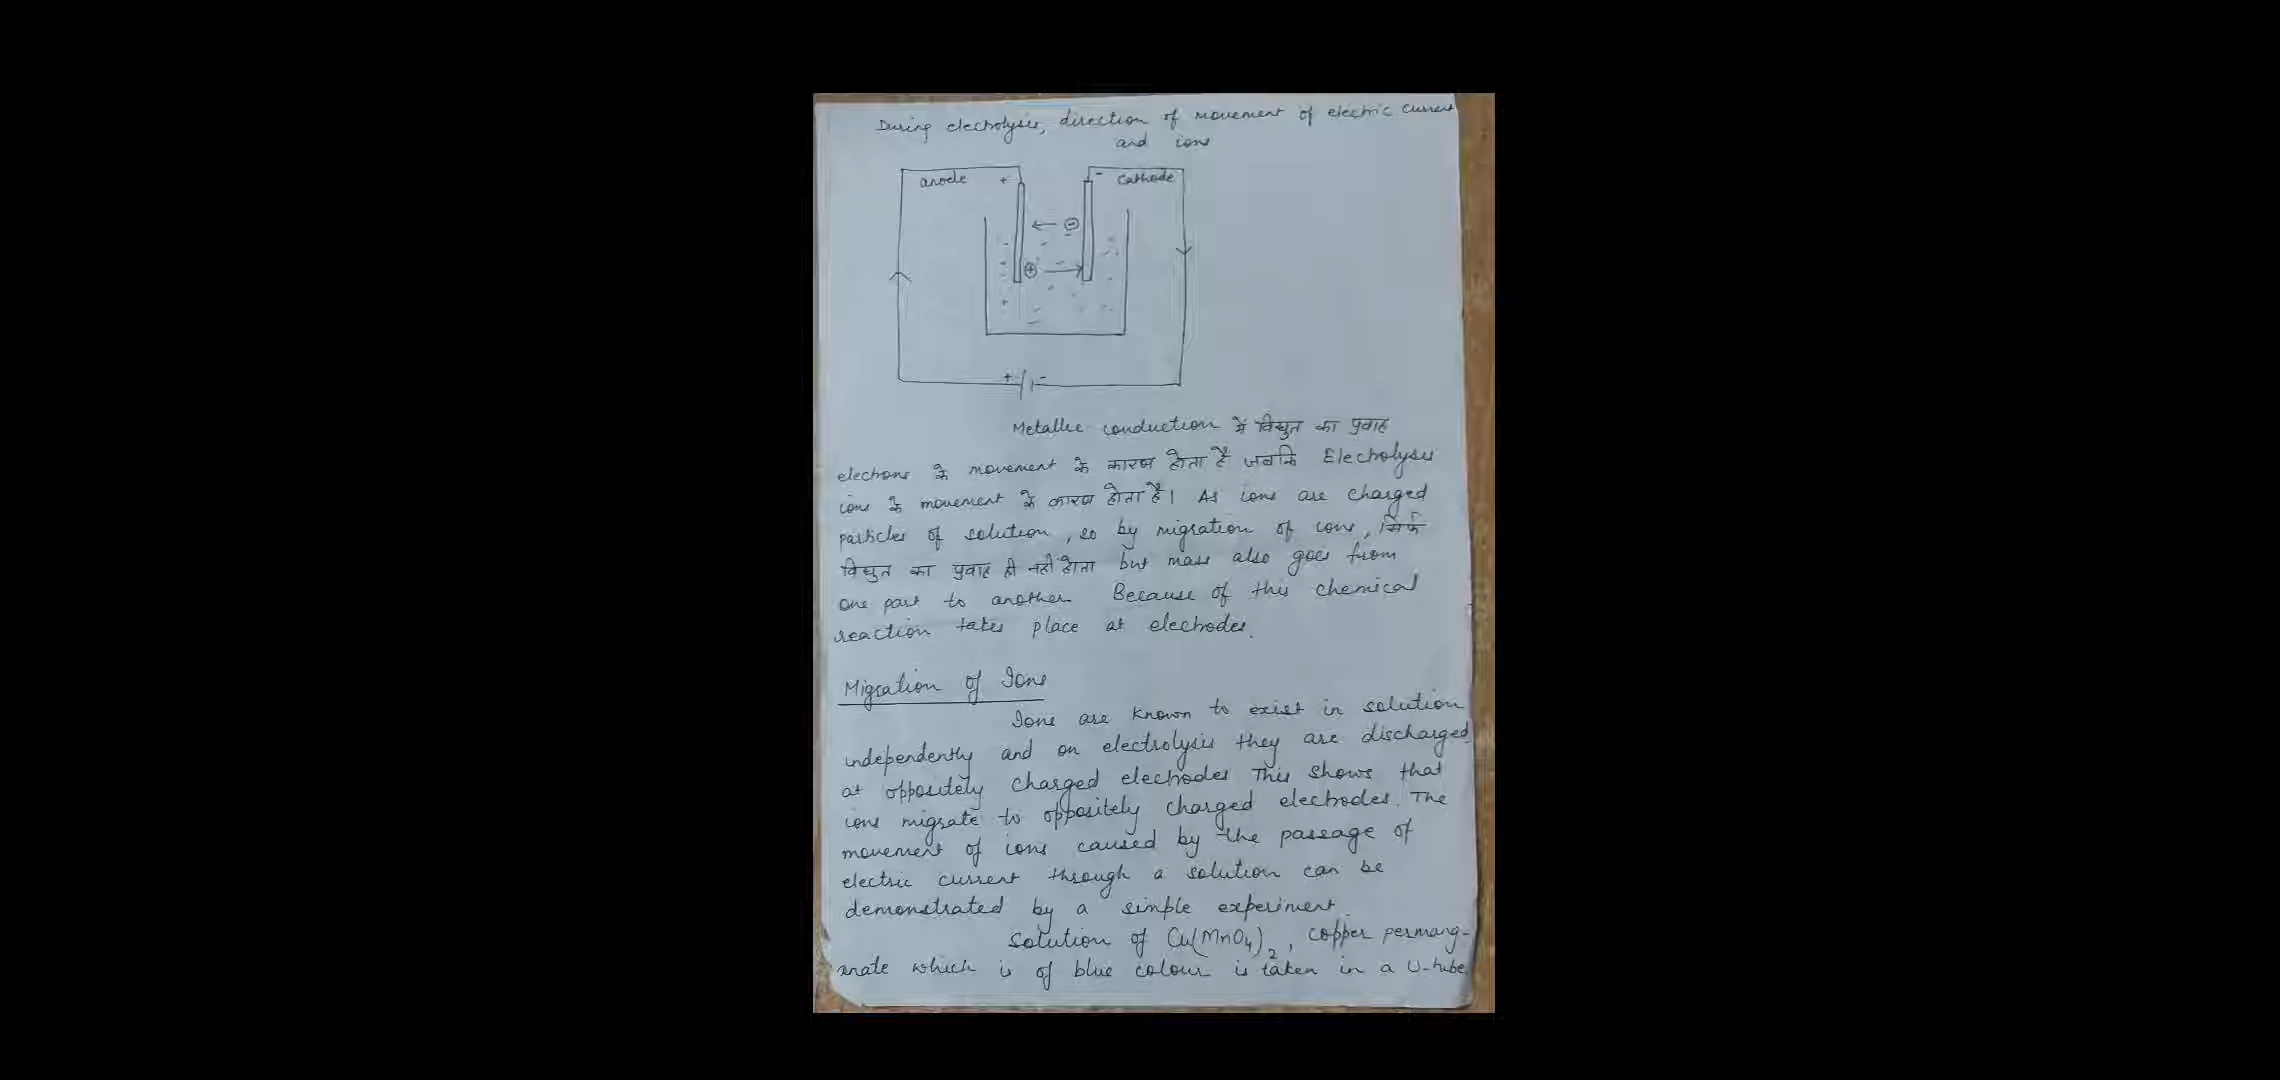 During electrolysis, direction of movement of electric current
and ions
anode + - Cathode
-
+
+ -
Metallic conduction में विद्युत का प्रवाह
electrons के movement के कारण होता है जबकि Electrolysis
ions के movement के कारण होता है। As ions are charged
particles of solution, so by migration of ions, सिर्फ
विद्युत का प्रवाह ही नहीं होता but mass also goes from
one part to another. Because of this chemical
reaction takes place at electrodes.
Migration of Ions
Ions are known to exist in solution
independently and on electrolysis they are discharged
at oppositely charged electrodes This shows that
ions migrate to oppositely charged electrodes. The
movement of ions caused by the passage of
electric current through a solution can be
demonstrated by a simple experiment.
Solution of Cu(MnO4)2, copper permang-
anate which is of blue colour is taken in a U-tube.